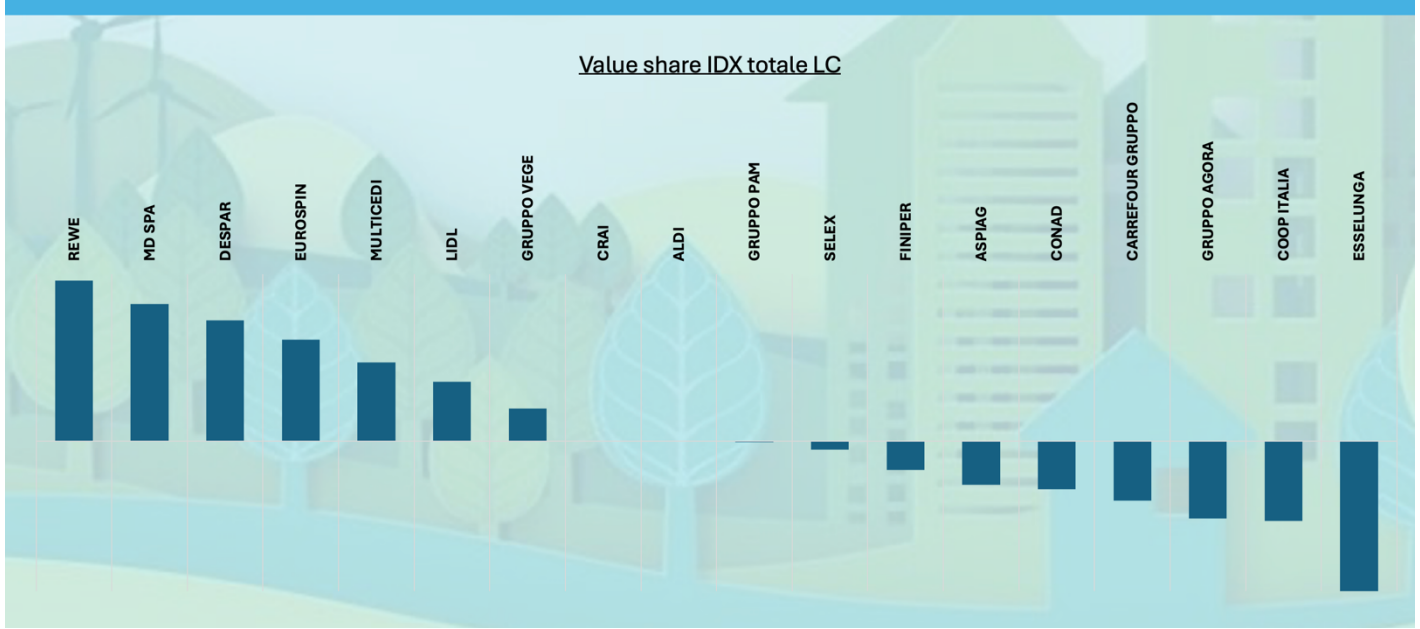 Value share IDX totale LC
REWE
MD SPA
DESPAR
EUROSPIN
MULTICEDI
LIDL
GRUPPO VEGE
CRAI
ALDI
GRUPPO PAM
SELEX
FINIPER
ASPIAG
CONAD
CARREFOUR GRUPPO
GRUPPO AGORA
COOP ITALIA
ESSELUNGA